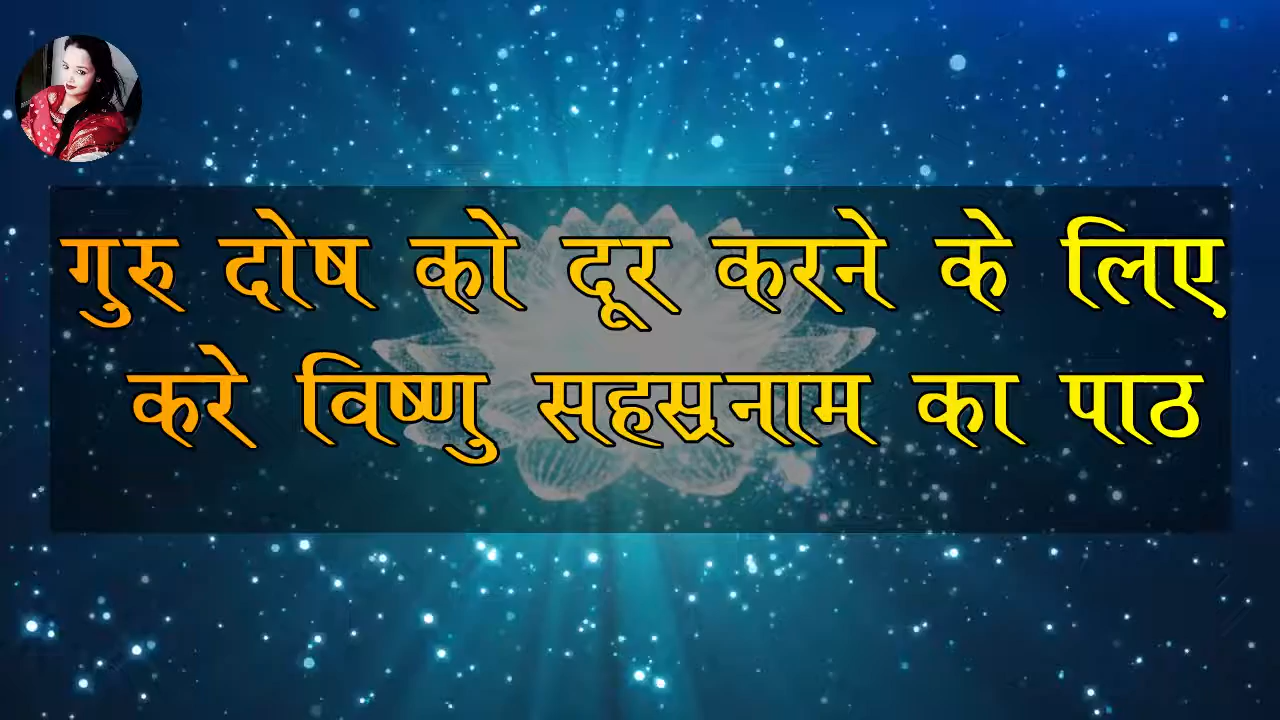 गुरु दोष को दूर करने के लिए
करे विष्णु सहस्रनाम का पाठ